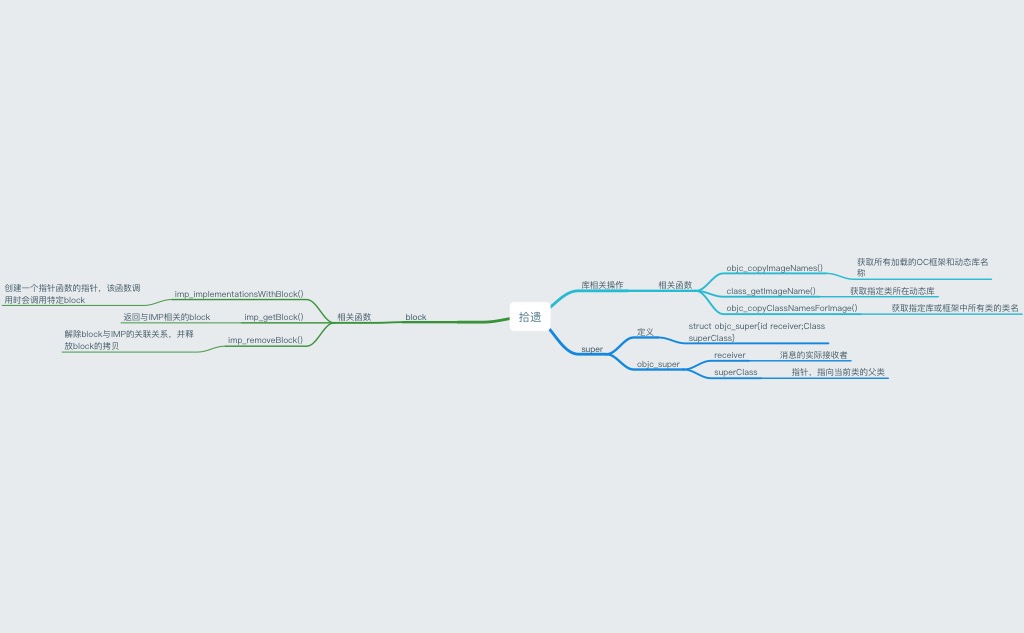 拾遗
库相关操作
相关函数
objc_copyImageNames()
获取所有加载的OC框架和动态库名
称
class_getImageName()
获取指定类所在动态库
objc_copyClassNamesForImage()
获取指定库或框架中所有类的类名
super
定义
struct objc_super{id receiver;Class
superClass}
objc_super
receiver
消息的实际接收者
superClass
指针，指向当前类的父类
block
相关函数
imp_implementationsWithBlock()
创建一个指针函数的指针，该函数调
用时会调用特定block
imp_getBlock()
返回与IMP相关的block
imp_removeBlock()
解除block与IMP的关联关系，并释
放block的拷贝